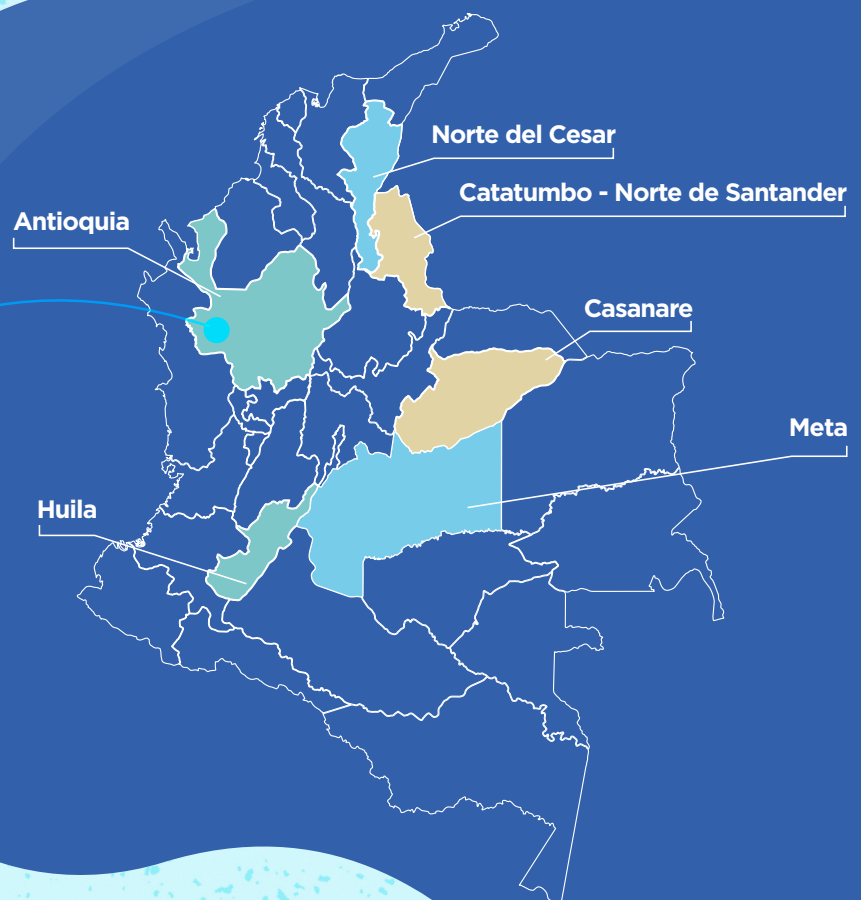 Norte del Cesar
Catatumbo - Norte de Santander
Antioquia
Casanare
Meta
Huila